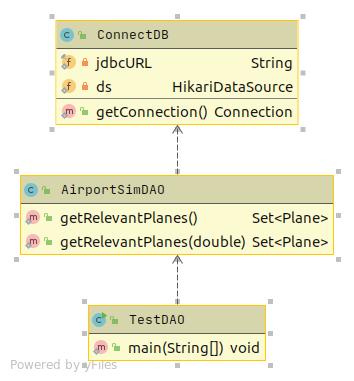 ConnectDB
jdbcURL String
ds HikariDataSource
getConnection() Connection
AirportSimDAO
getRelevantPlanes() Set<Plane>
getRelevantPlanes(double) Set<Plane>
TestDAO
main(String[]) void
Powered by yFiles